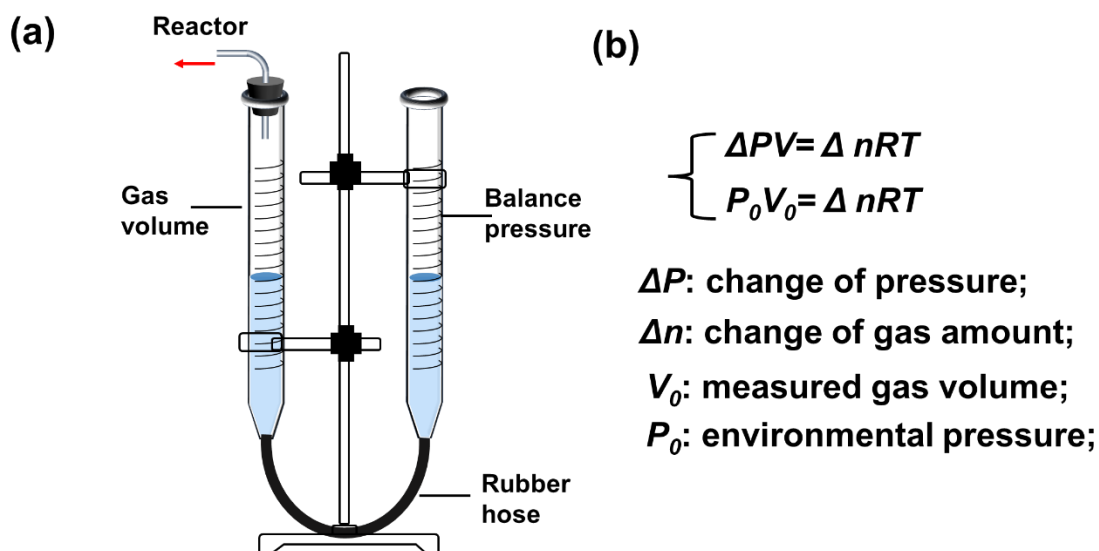 (a)
Reactor
Gas
volume
Balance
pressure
Rubber
hose
(b)
ΔPV= Δ nRT
P₀V₀= Δ nRT
ΔP: change of pressure;
Δn: change of gas amount;
V₀: measured gas volume;
P₀: environmental pressure;